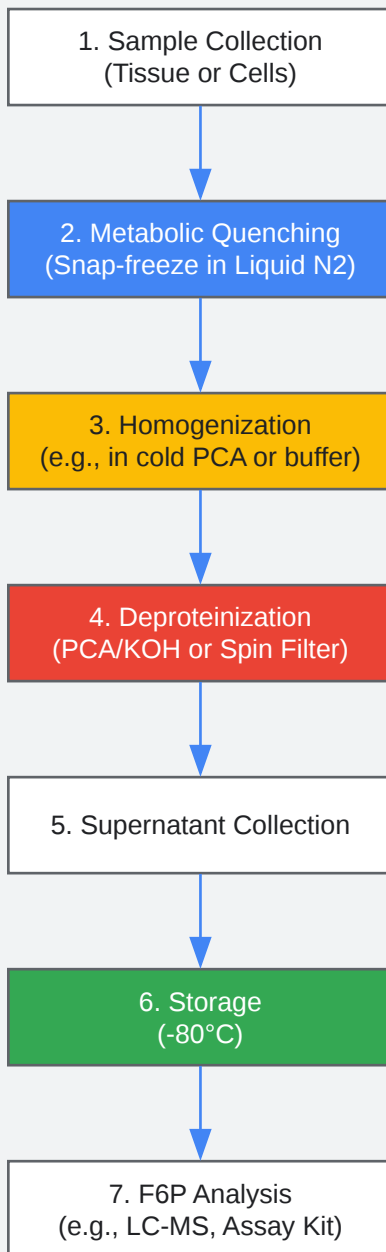 1. Sample Collection
(Tissue or Cells)
2. Metabolic Quenching
(Snap-freeze in Liquid N2)
3. Homogenization
(e.g., in cold PCA or buffer)
4. Deproteinization
(PCA/KOH or Spin Filter)
5. Supernatant Collection
6. Storage
(-80°C)
7. F6P Analysis
(e.g., LC-MS, Assay Kit)